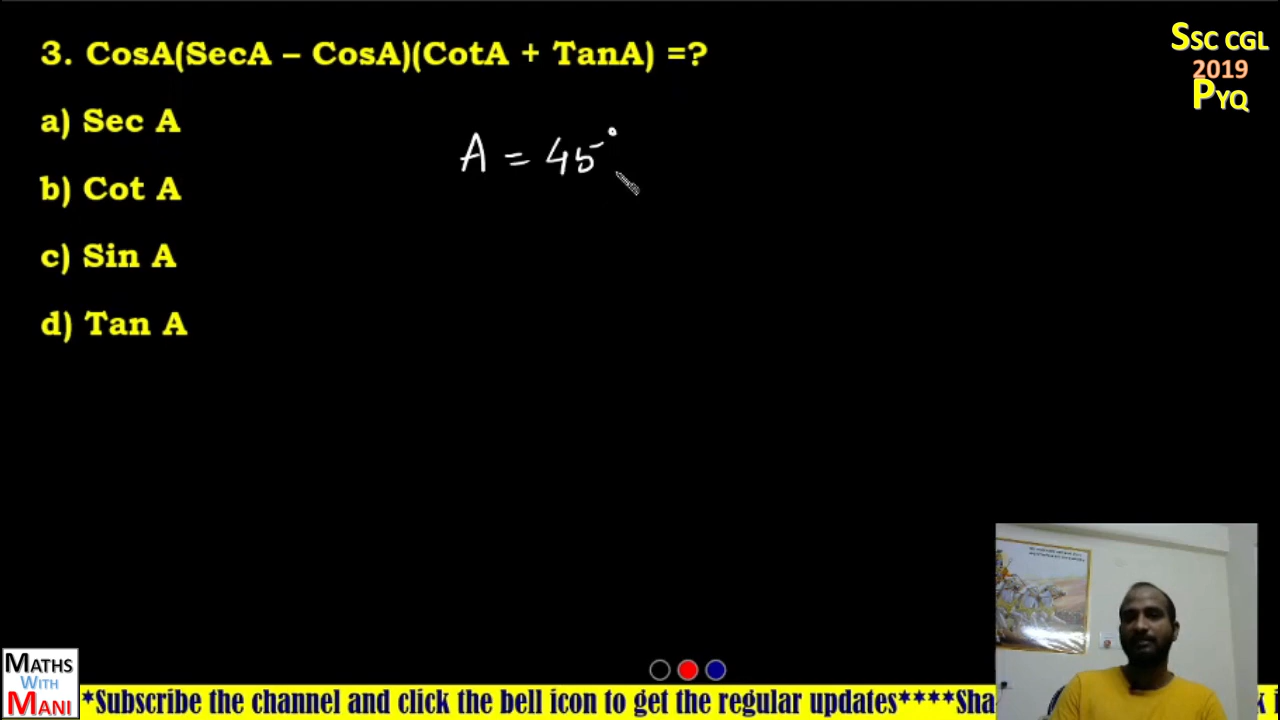 3. CosA(SecA – CosA)(CotA + TanA) =?
a) Sec A
b) Cot A
c) Sin A
d) Tan A
A = 45°
SSC CGL
2019
PYQ
MATHS
WITH
MANI
*Subscribe the channel and click the bell icon to get the regular updates****Sha